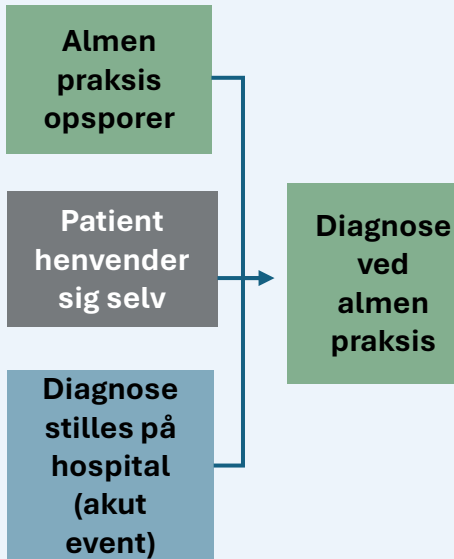 Almen
praksis
opsporer
Patient
henvender
sig selv
Diagnose
stilles på
hospital
(akut
event)
Diagnose
ved
almen
praksis